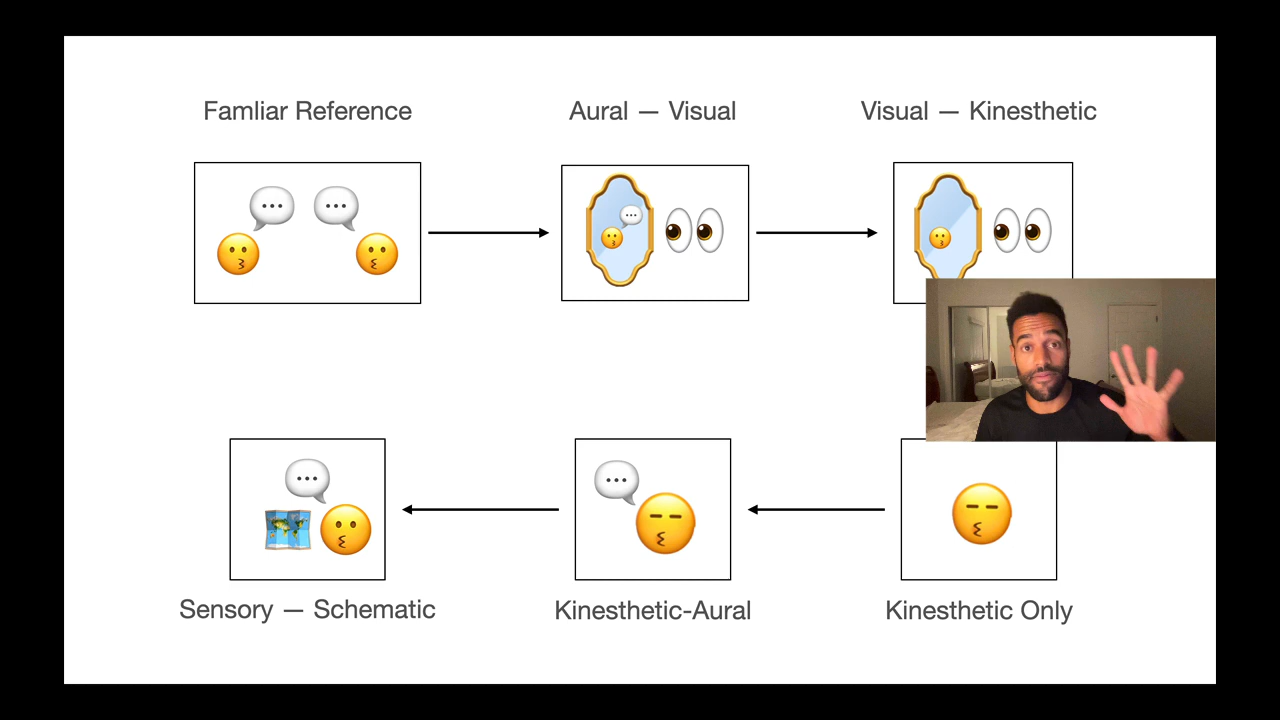 Famliar Reference
Aural — Visual
Visual — Kinesthetic
Sensory — Schematic
Kinesthetic-Aural
Kinesthetic Only